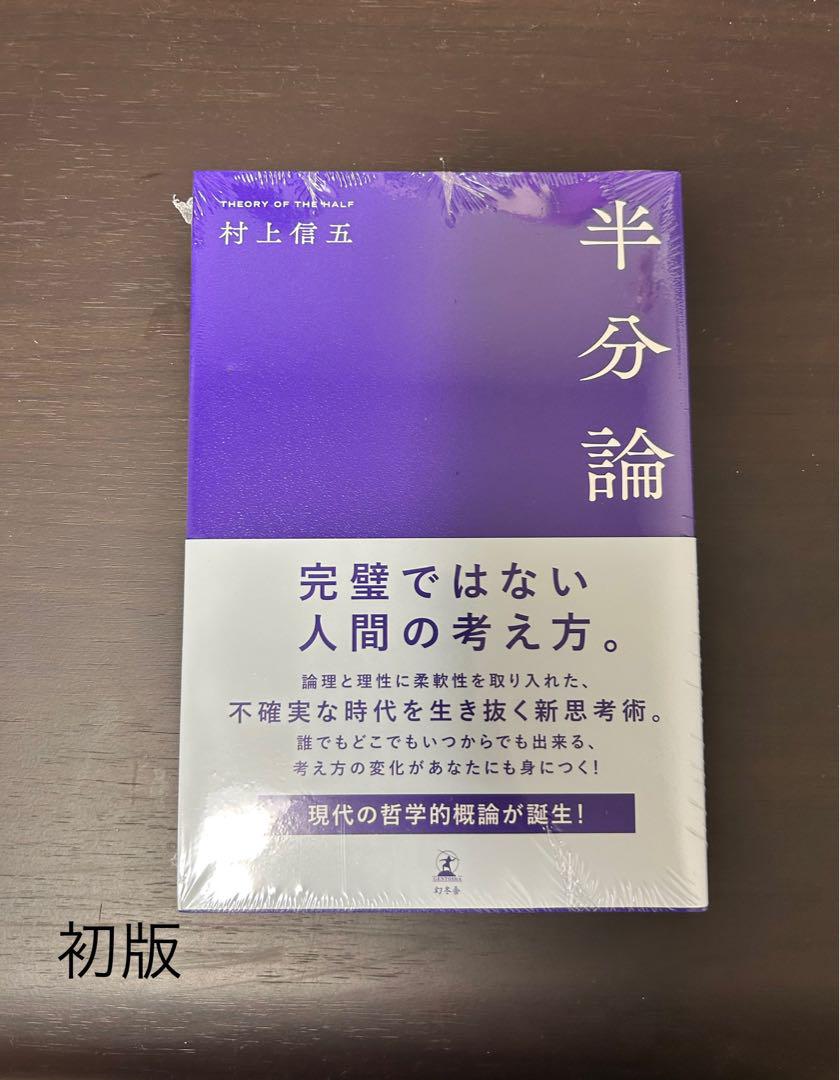 THEORY OF THE HALF
村上信五
半分論
完璧ではない
人間の考え方。
論理と理性に柔軟性を取り入れた、
不確実な時代を生き抜く新思考術。
誰でもどこでもいつからでも出来る、
考え方の変化があなたにも身につく!
現代の哲学的概論が誕生!
GENTOSHA
幻冬舎
初版